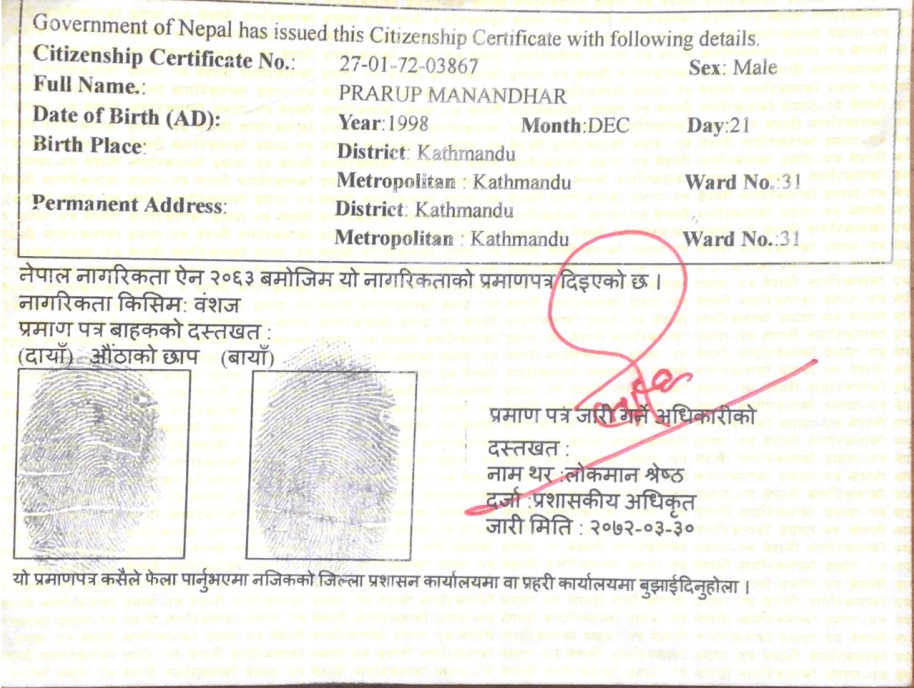 Government of Nepal has issued this Citizenship Certificate with following details.
Citizenship Certificate No.: 27-01-72-03867 Sex: Male
Full Name.: PRARUP MANANDHAR
Date of Birth (AD): Year:1998 Month:DEC Day:21
Birth Place: District: Kathmandu
Metropolitan : Kathmandu Ward No.:31
Permanent Address: District: Kathmandu
Metropolitan : Kathmandu Ward No.:31
नेपाल नागरिकता ऐन २०६३ बमोजिम यो नागरिकताको प्रमाणपत्र दिइएको छ ।
नागरिकता किसिम: वंशज
प्रमाण पत्र बाहकको दस्तखत :
(दायाँ) औंठाको छाप (बायाँ)
प्रमाण पत्र जारी गर्ने अधिकारीको
दस्तखत :
नाम थर :लोकमान श्रेष्ठ
दर्जा :प्रशासकीय अधिकृत
जारी मिति : २०७२-०३-३०
यो प्रमाणपत्र कसैले फेला पार्नुभएमा नजिकको जिल्ला प्रशासन कार्यालयमा वा प्रहरी कार्यालयमा बुझाईदिनुहोला ।